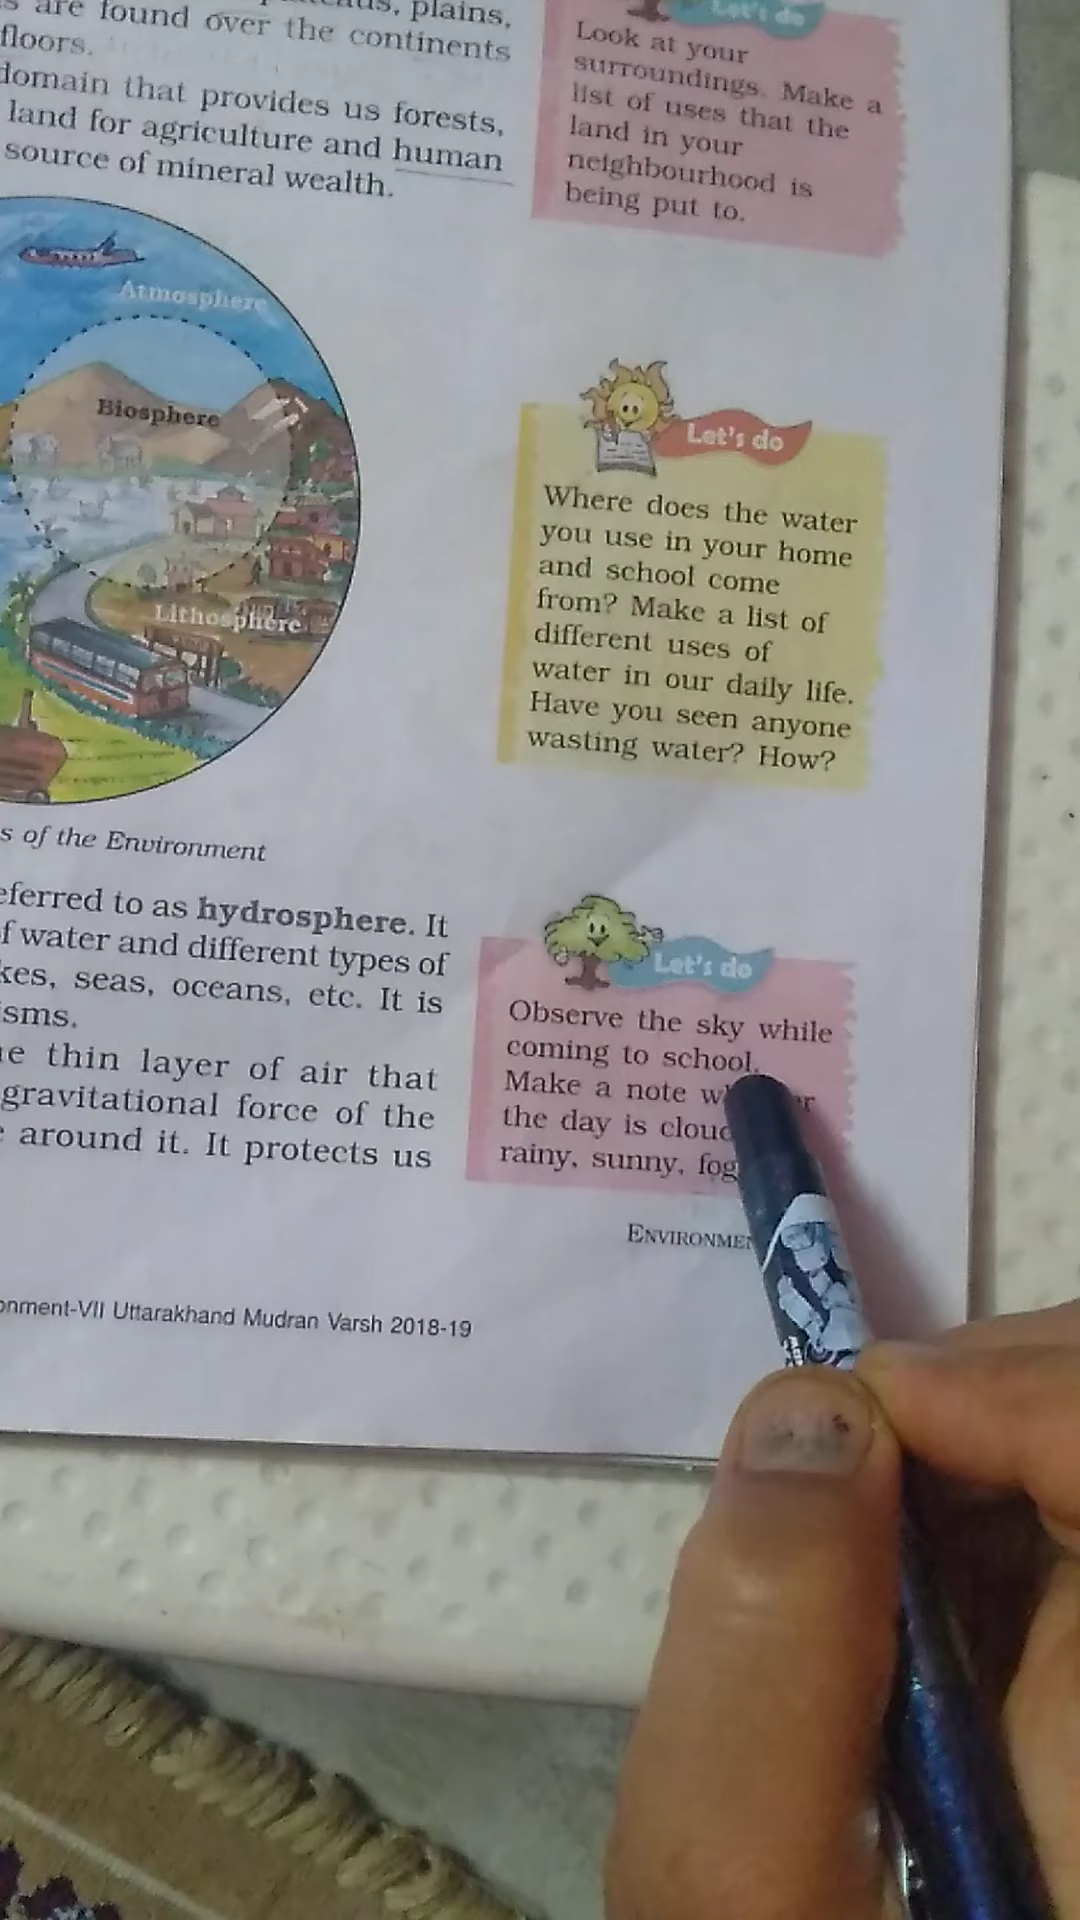 are found over the continents
floors.
domain that provides us forests,
land for agriculture and human
source of mineral wealth.
plains,
Let's do
Look at your
surroundings. Make a
list of uses that the
land in your
neighbourhood is
being put to.
Atmosphere
Biosphere
Lithosphere
of the Environment
Let's do
Where does the water
you use in your home
and school come
from? Make a list of
different uses of
water in our daily life.
Have you seen anyone
wasting water? How?
referred to as hydrosphere. It
of water and different types of
seas, oceans, etc. It is
thin layer of air that
gravitational force of the
around it. It protects us
Let's do
Observe the sky while
coming to school.
Make a note
the day is
rainy, sunny,
onment-VII Uttarakhand Mudran Varsh 2018-19